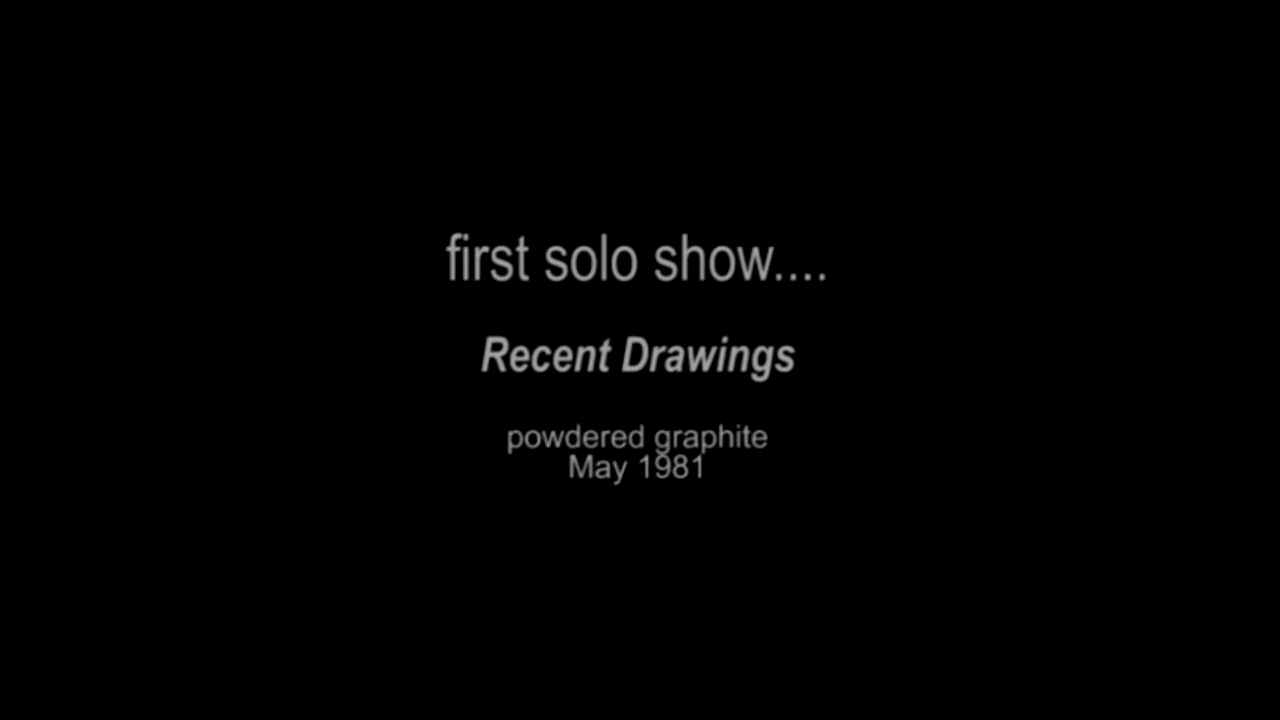 first solo show....
Recent Drawings
powdered graphite
May 1981